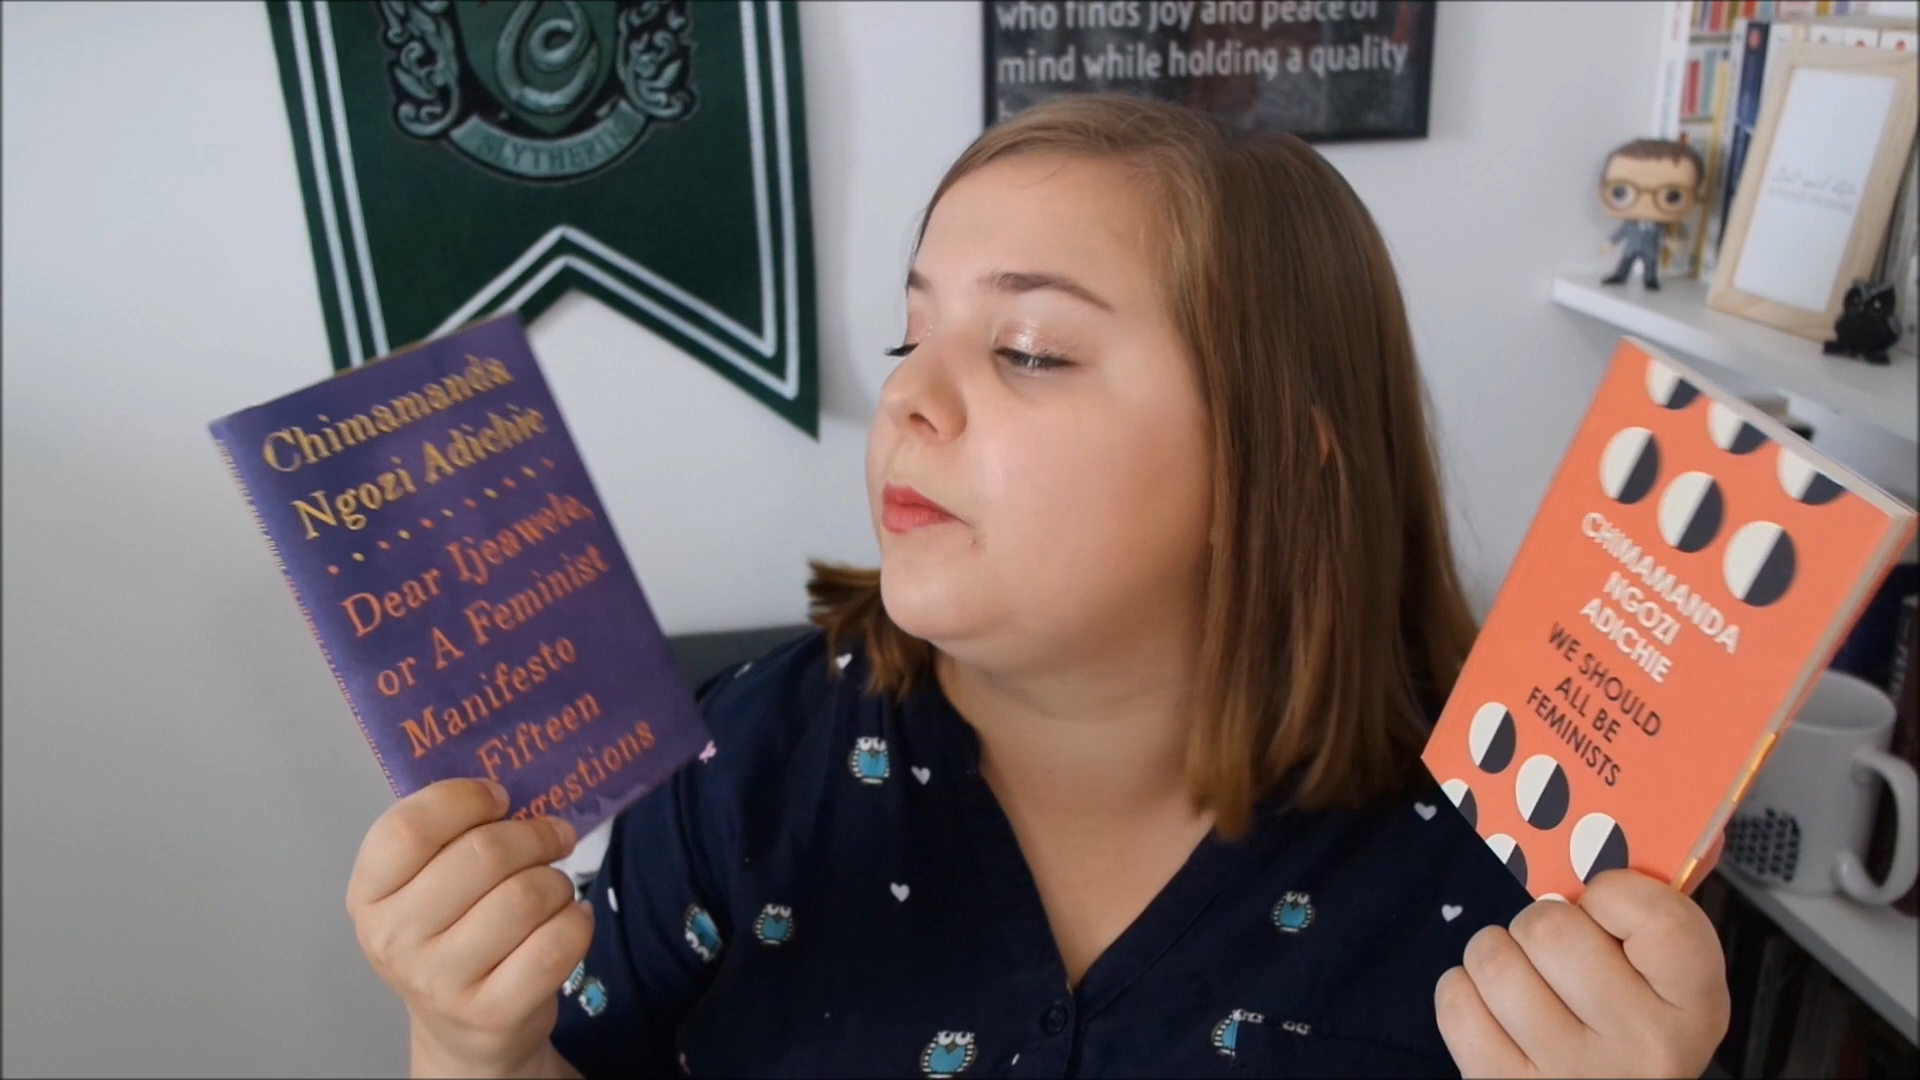 SLYTHERIN
who finds joy and peace of
mind while holding a quality
Chimamanda
Ngozi Adichie
Dear Ijeawele,
or A Feminist
Manifesto
Fifteen
CHIMAMANDA
NGOZI
ADICHIE
WE SHOULD
ALL BE
FEMINISTS